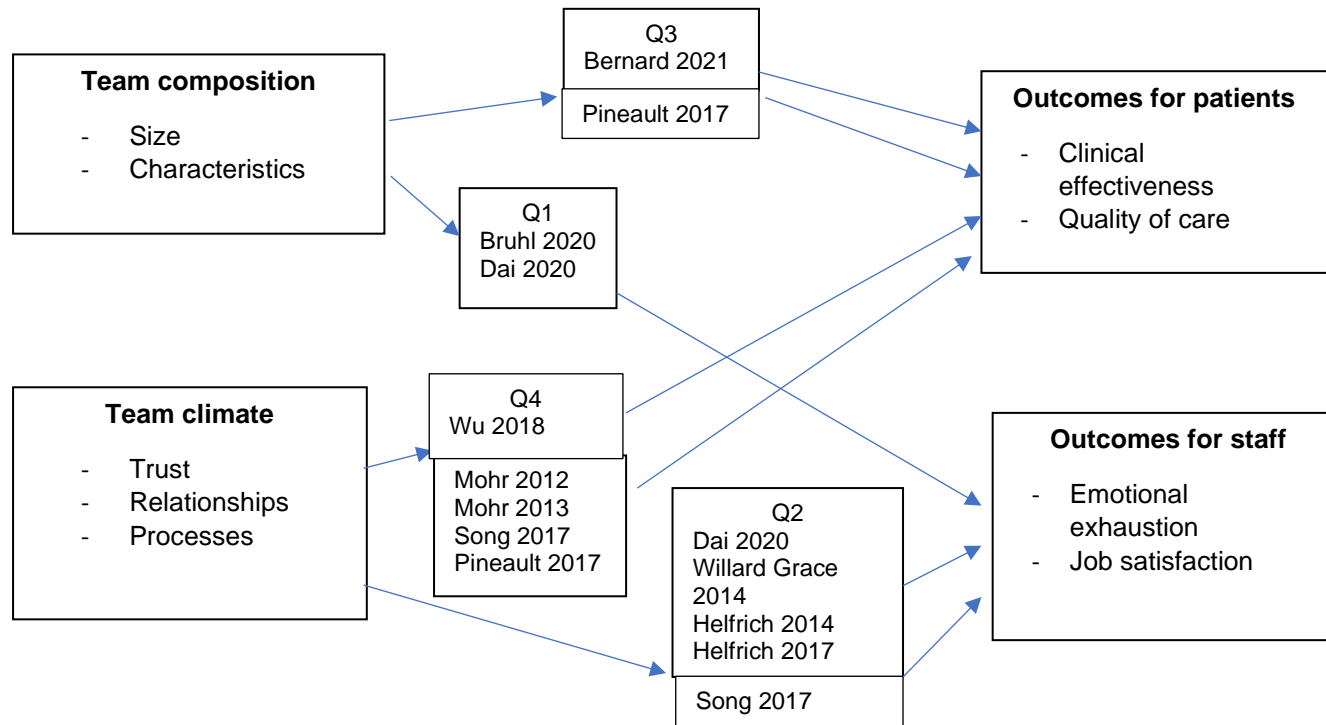 Team composition
- Size
- Characteristics
Q3
Bernard 2021
Pineault 2017
Outcomes for patients
- Clinical
effectiveness
- Quality of care
Q1
Bruhl 2020
Dai 2020
Team climate
- Trust
- Relationships
- Processes
Q4
Wu 2018
Mohr 2012
Mohr 2013
Song 2017
Pineault 2017
Q2
Dai 2020
Willard Grace
2014
Helfrich 2014
Helfrich 2017
Song 2017
Outcomes for staff
- Emotional
exhaustion
- Job satisfaction